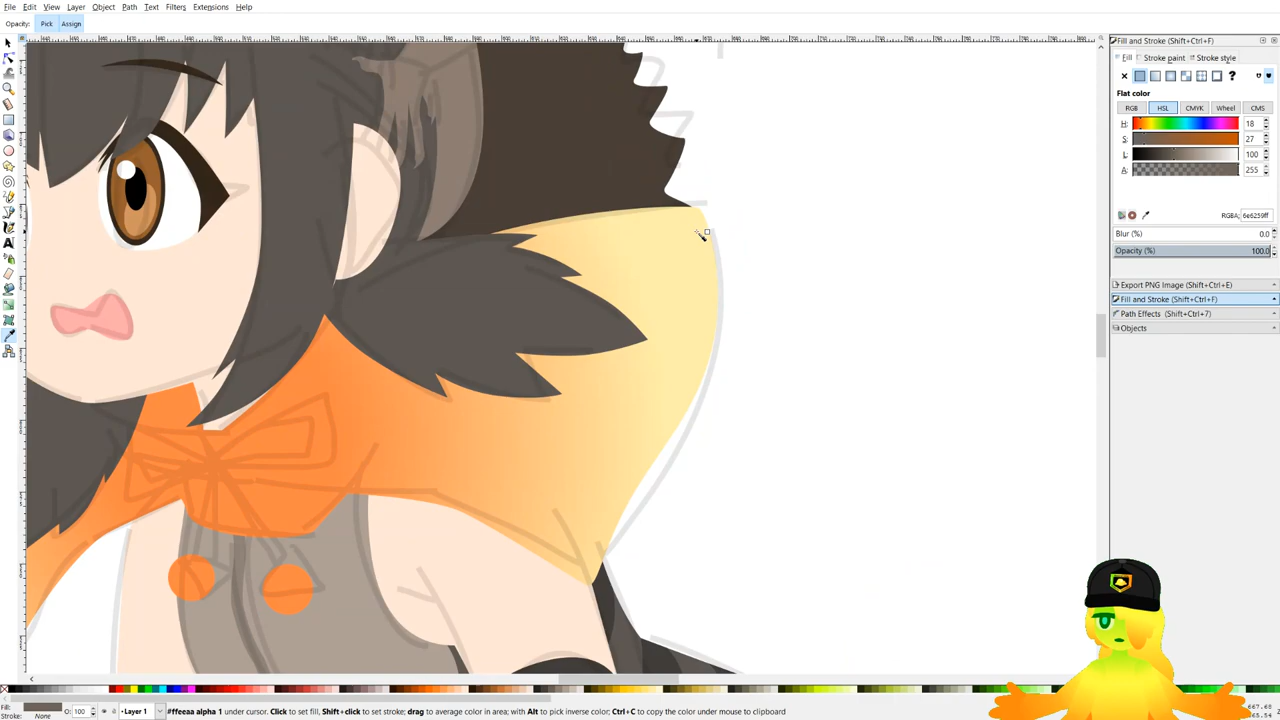 File Edit View Layer Object Path Text Filters Extensions Help
Opacity: Pick Assign
Fill and Stroke (Shift+Ctrl+F)
Fill Stroke paint Stroke style
Flat color
RGB HSL CMYK Wheel CMS
H: 18
S: 27
L: 100
A: 255
RGBA: 6e6259ff
Blur (%) 0.0
Opacity (%) 100.0
Export PNG Image (Shift+Ctrl+E)
Fill and Stroke (Shift+Ctrl+F)
Path Effects (Shift+Ctrl+7)
Objects
Fill:
Stroke: None
O: 100
Layer 1
#ffeeaa alpha 1 under cursor. Click to set fill, Shift+click to set stroke; drag to average color in area; with Alt to pick inverse color; Ctrl+C to copy the color under mouse to clipboard